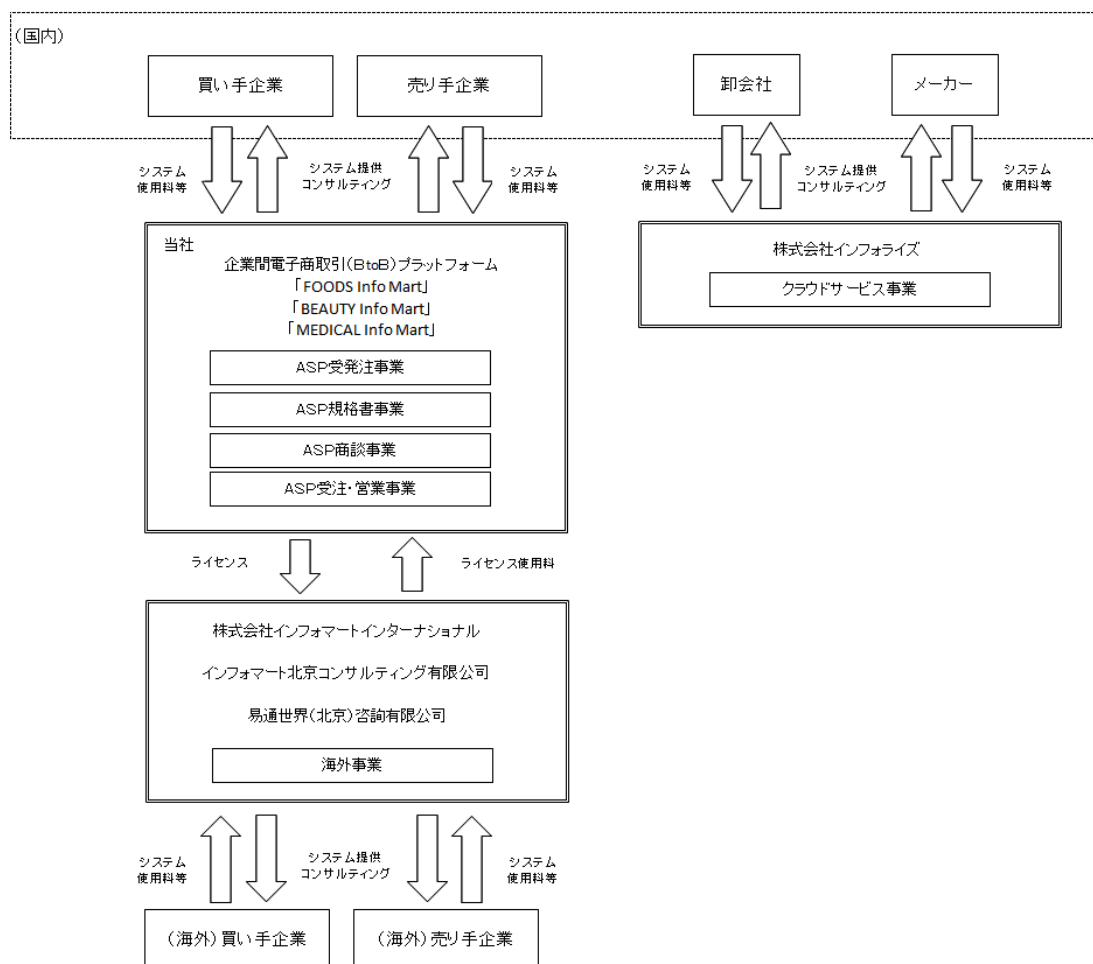 (国内)
買い手企業
売り手企業
卸会社
メーカー
システム
使用料等
システム提供
コンサルティング
システム
使用料等
システム
使用料等
システム提供
コンサルティング
システム
使用料等
当社
企業間電子商取引(BtoB)プラットフォーム
「FOODS Info Mart」
「BEAUTY Info Mart」
「MEDICAL Info Mart」
ASP受発注事業
ASP規格書事業
ASP商談事業
ASP受注・営業事業
株式会社インフォライズ
クラウドサービス事業
ライセンス
ライセンス使用料
株式会社インフォマートインターナショナル
インフォマート北京コンサルティング有限公司
易通世界(北京)咨詢有限公司
海外事業
システム
使用料等
システム提供
コンサルティング
システム
使用料等
(海外)買い手企業
(海外)売り手企業